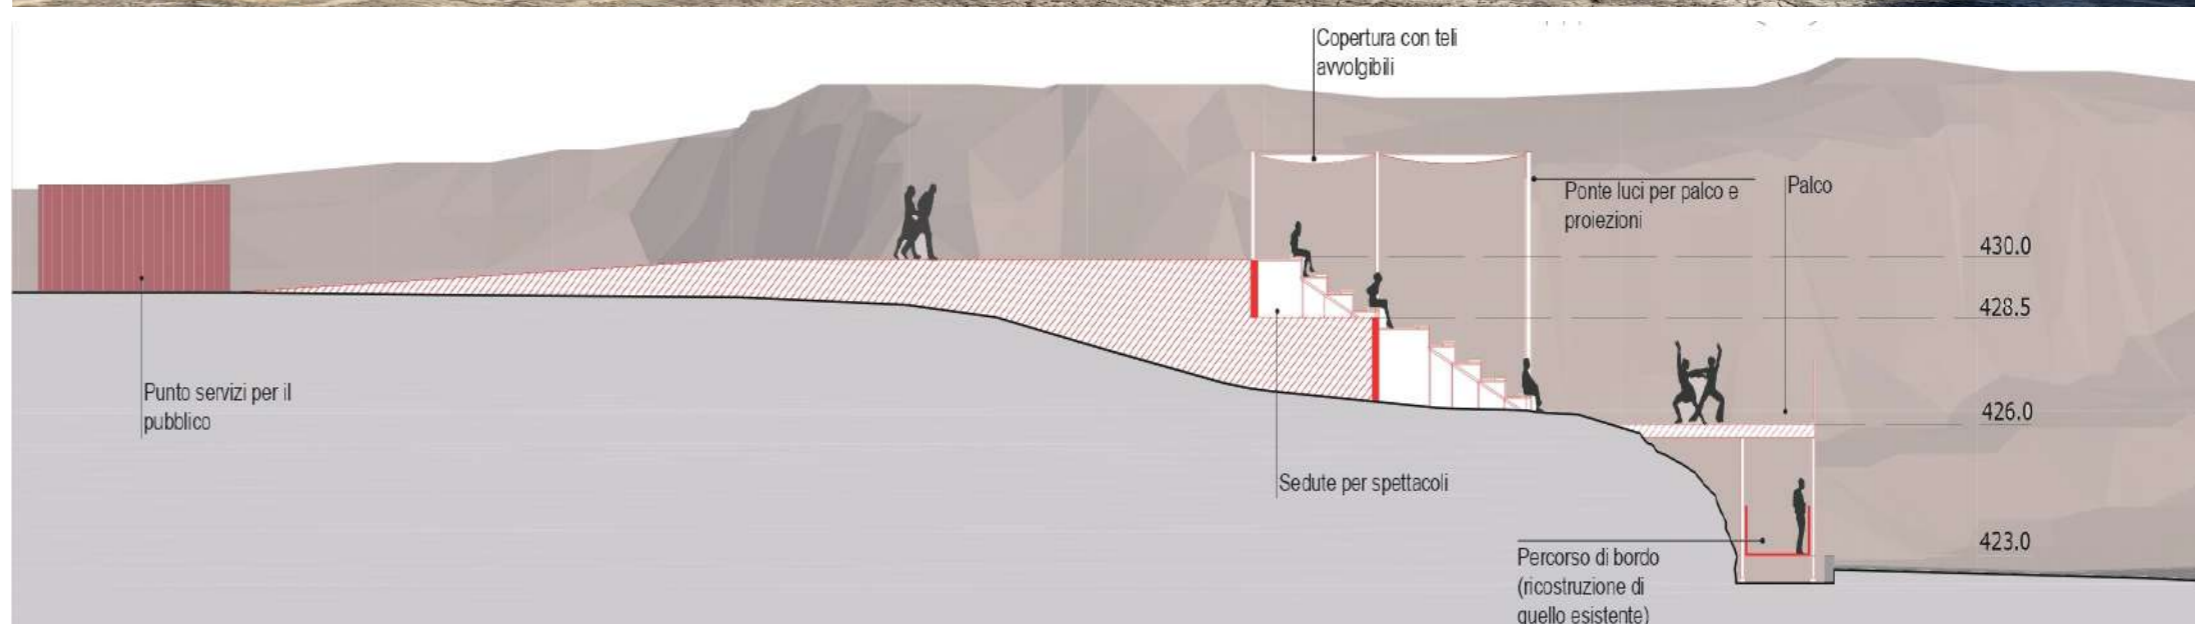 Copertura con teli
avvolgibili
Ponte luci per palco e
proiezioni
Palco
430.0
428.5
426.0
423.0
Punto servizi per il
pubblico
Sedute per spettacoli
Percorso di bordo
(ricostruzione di
quello esistente)